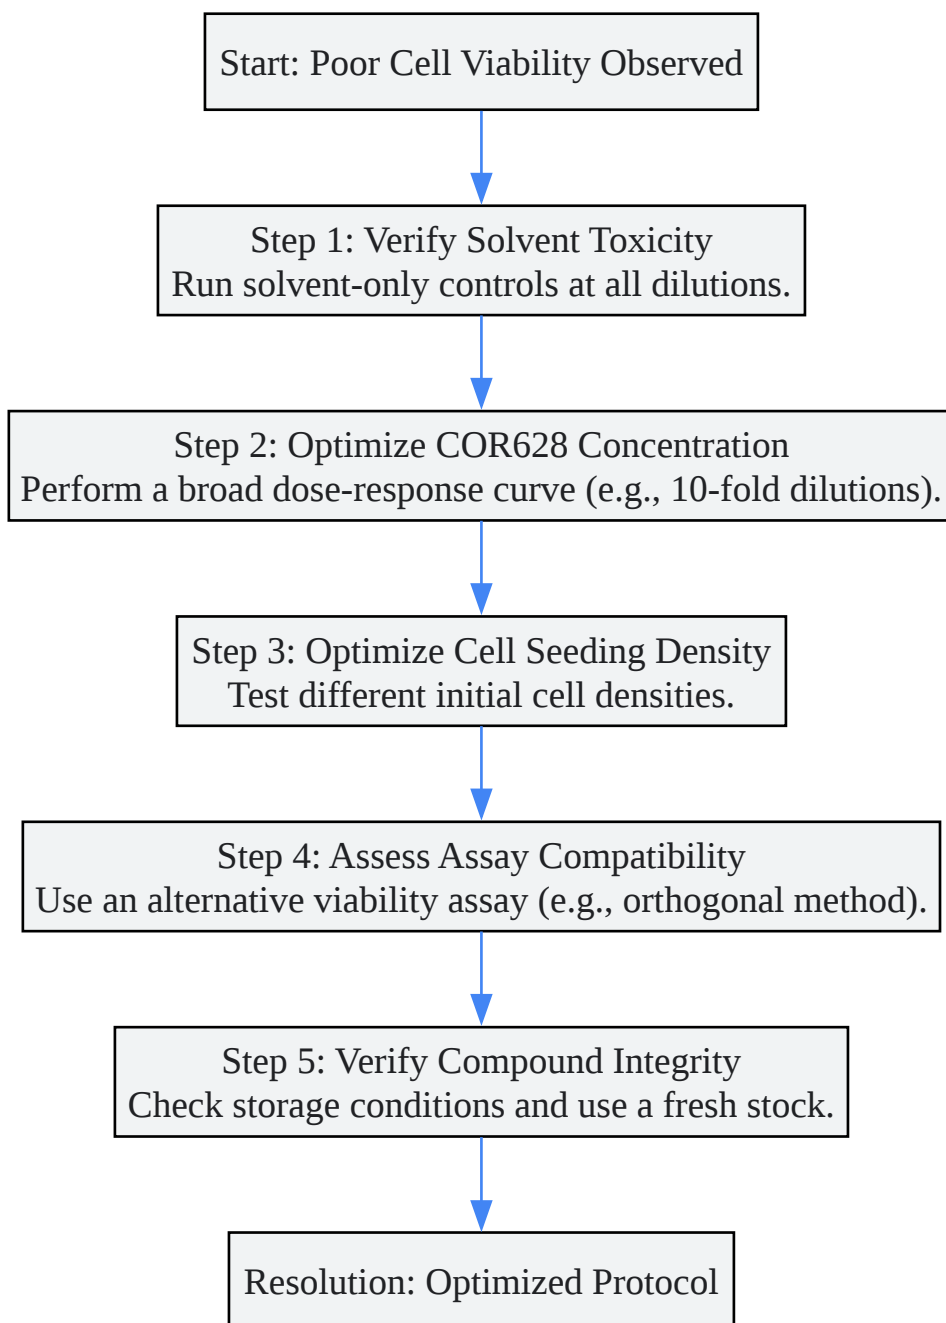 Start: Poor Cell Viability Observed
Step 1: Verify Solvent Toxicity
Run solvent-only controls at all dilutions.
Step 2: Optimize COR628 Concentration
Perform a broad dose-response curve (e.g., 10-fold dilutions).
Step 3: Optimize Cell Seeding Density
Test different initial cell densities.
Step 4: Assess Assay Compatibility
Use an alternative viability assay (e.g., orthogonal method).
Step 5: Verify Compound Integrity
Check storage conditions and use a fresh stock.
Resolution: Optimized Protocol